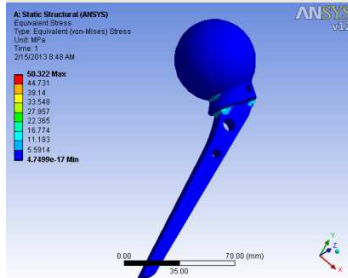 A: Static Structural (ANSYS)
Equivalent Stress
Type: Equivalent (von-Mises) Stress
Unit: MPa
Time: 1
2/15/2013 8:48 AM
50.322 Max
44.731
39.14
33.548
27.957
22.365
16.774
11.183
5.5914
4.7499e-17 Min
ANSYS
v12
0.00
70.00 (mm)
35.00
Y
Z
X